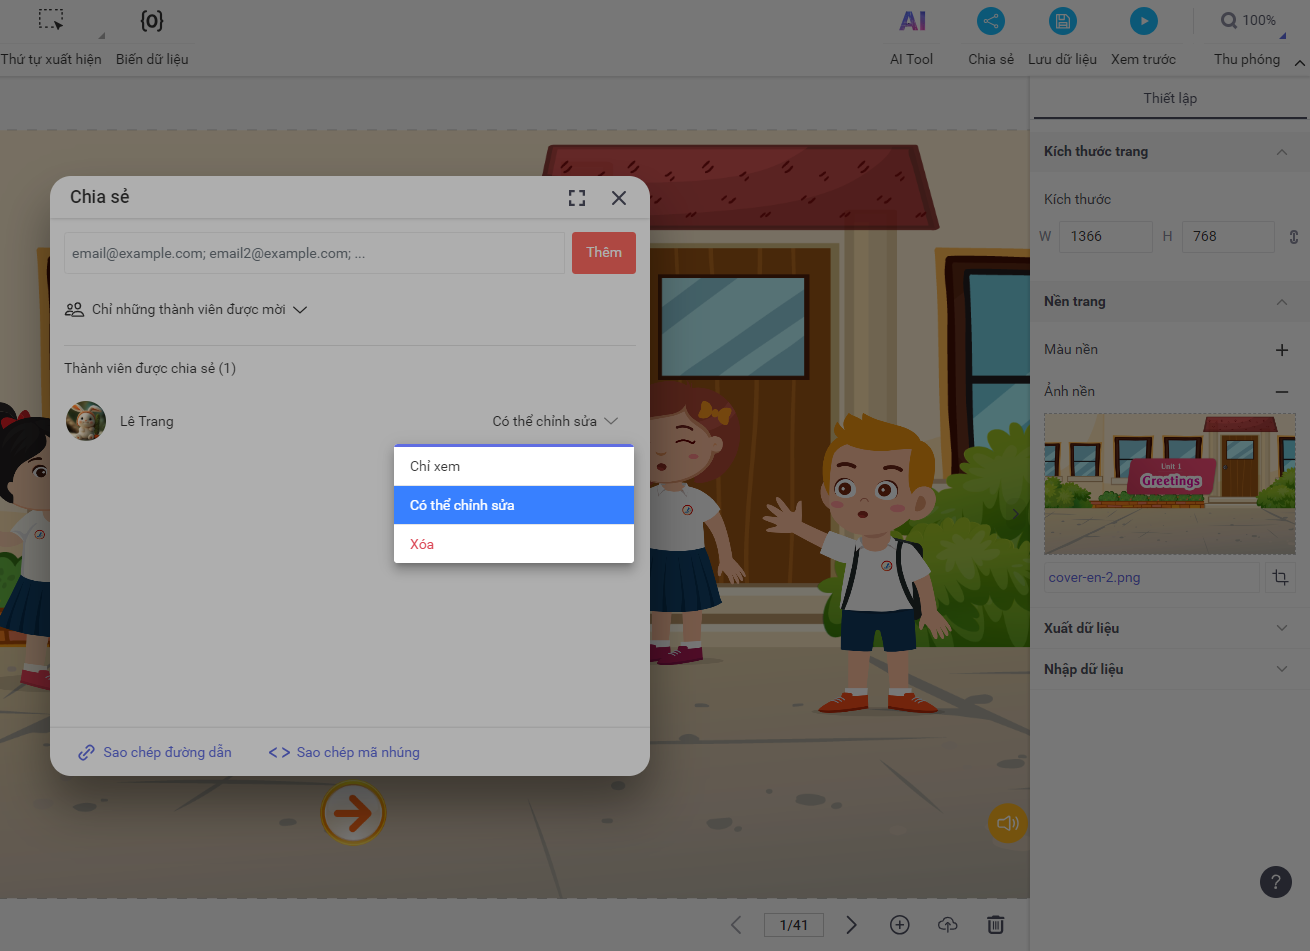 Thứ tự xuất hiện
{0}
Biến dữ liệu
AI
AI Tool
Chia sẻ
Lưu dữ liệu
Xem trước
100%
Thu phóng
Thiết lập
Kích thước trang
Kích thước
W 1366 H 768
Nền trang
Màu nền
Ảnh nền
Unit 1
Greetings
cover-en-2.png
Xuất dữ liệu
Nhập dữ liệu
Chia sẻ
email@example.com; email2@example.com; ...
Thêm
Chỉ những thành viên được mời
Thành viên được chia sẻ (1)
Lê Trang
Có thể chỉnh sửa
Chỉ xem
Có thể chỉnh sửa
Xóa
Sao chép đường dẫn
< > Sao chép mã nhúng
1/41
?